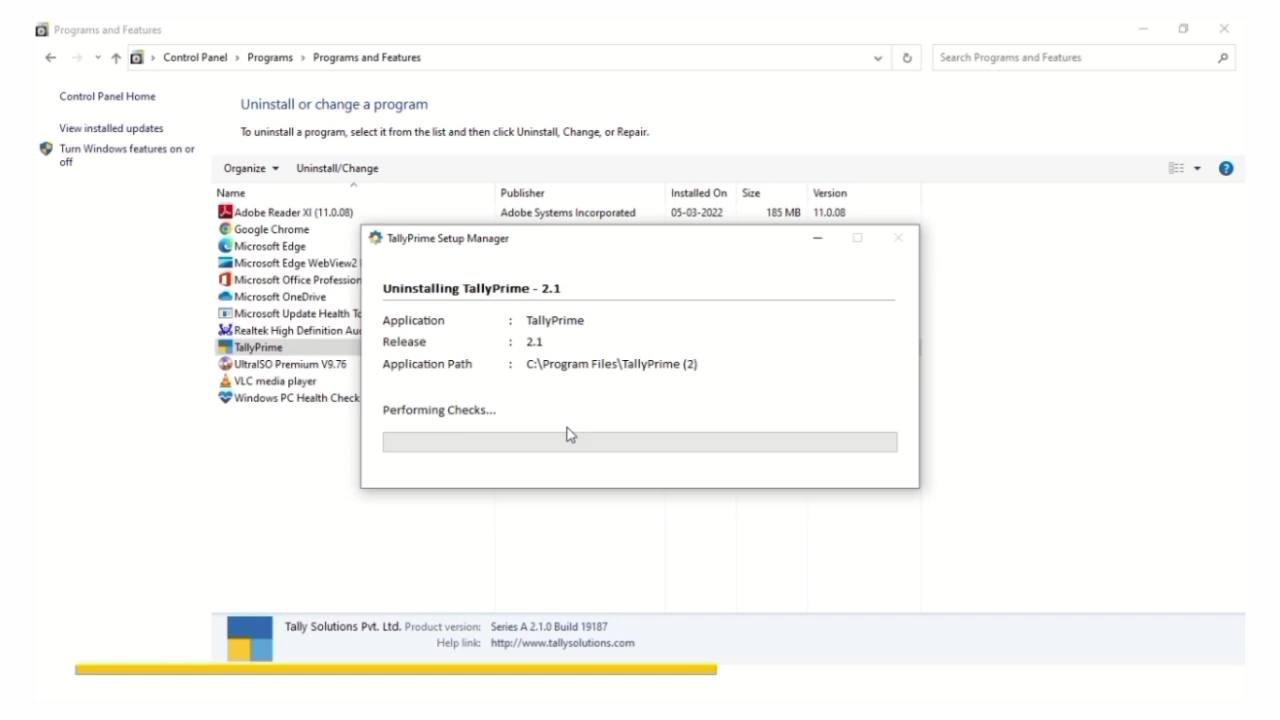 Programs and Features
Control Panel > Programs > Programs and Features
Search Programs and Features
Control Panel Home
View installed updates
Turn Windows features on or
off
Uninstall or change a program
To uninstall a program, select it from the list and then click Uninstall, Change, or Repair.
Organize Uninstall/Change
Name Publisher Installed On Size Version
Adobe Reader XI (11.0.08) Adobe Systems Incorporated 05-03-2022 185 MB 11.0.08
Google Chrome
Microsoft Edge
Microsoft Edge WebView2
Microsoft Office Profession
Microsoft OneDrive
Microsoft Update Health To
Realtek High Definition Au
TallyPrime
UltraISO Premium V9.76
VLC media player
Windows PC Health Check
TallyPrime Setup Manager
Uninstalling TallyPrime - 2.1
Application : TallyPrime
Release : 2.1
Application Path : C:\Program Files\TallyPrime (2)
Performing Checks...
Tally Solutions Pvt. Ltd. Product version: Series A 2.1.0 Build 19187
Help link: http://www.tallysolutions.com